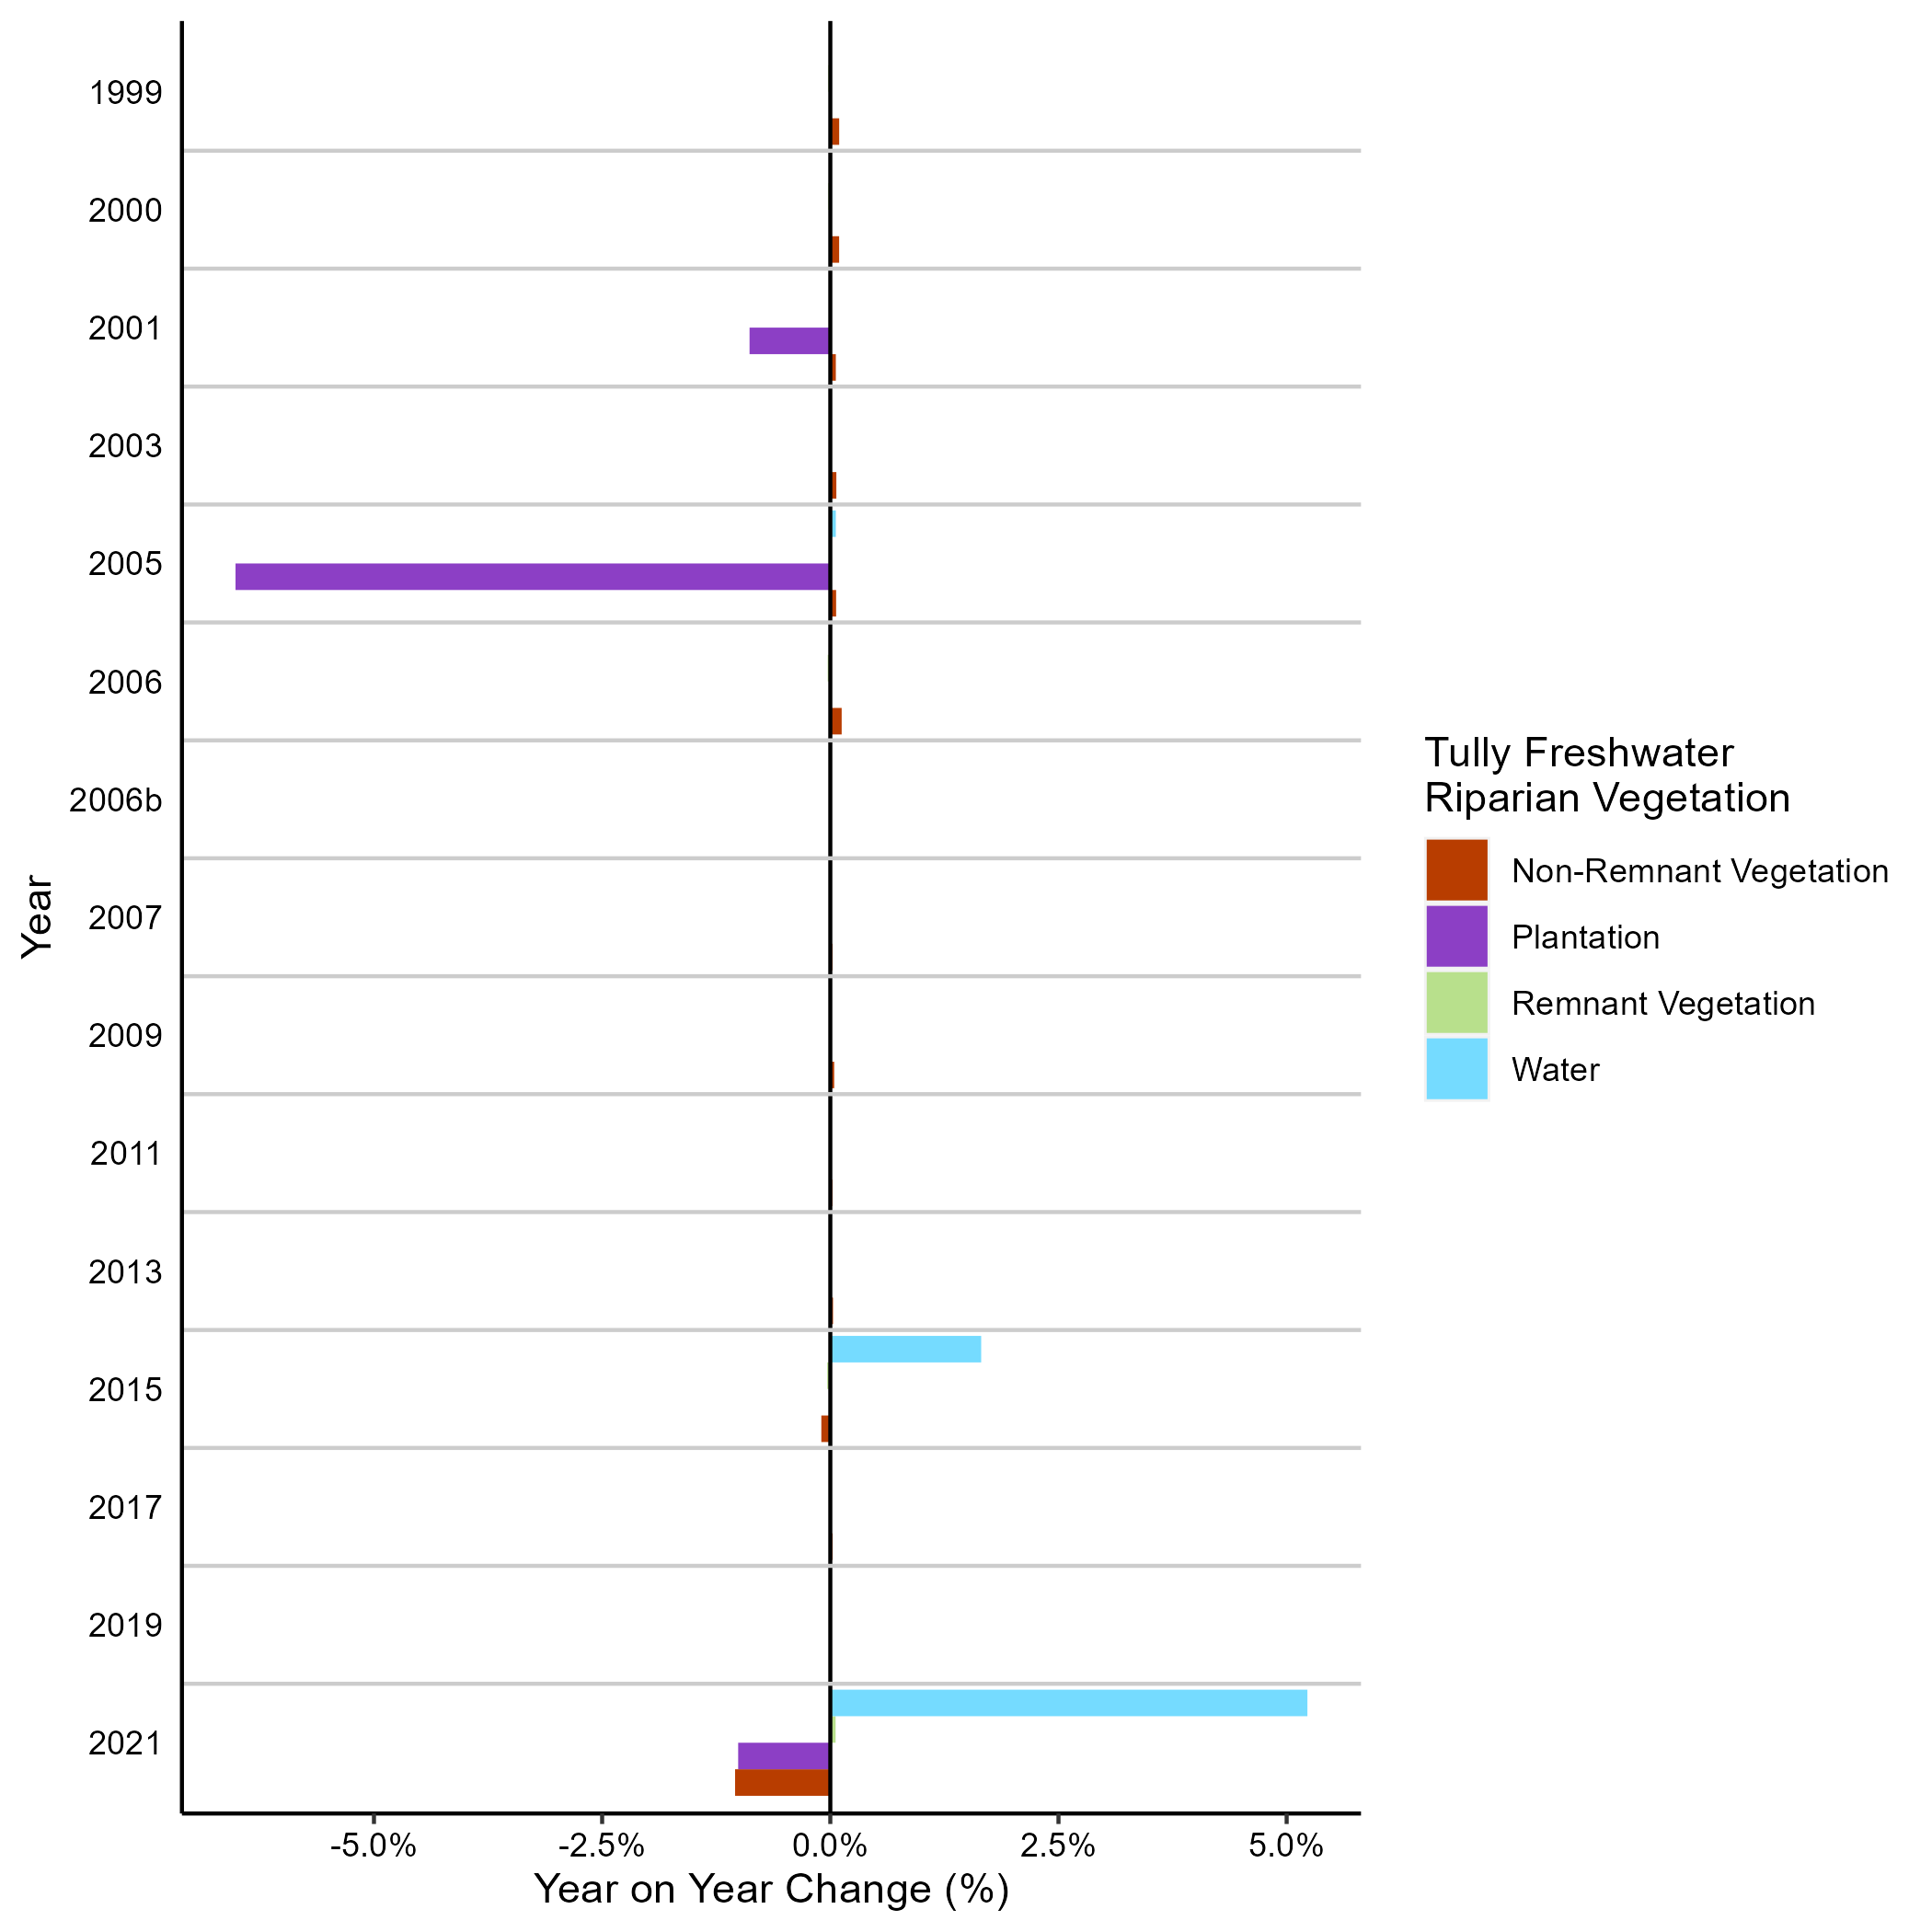 1999
2000
2001
2003
2005
2006
2006b
2007
2009
2011
2013
2015
2017
2019
2021
Year
-5.0%
-2.5%
0.0%
2.5%
5.0%
Year on Year Change (%)
Tully Freshwater
Riparian Vegetation
Non-Remnant Vegetation
Plantation
Remnant Vegetation
Water